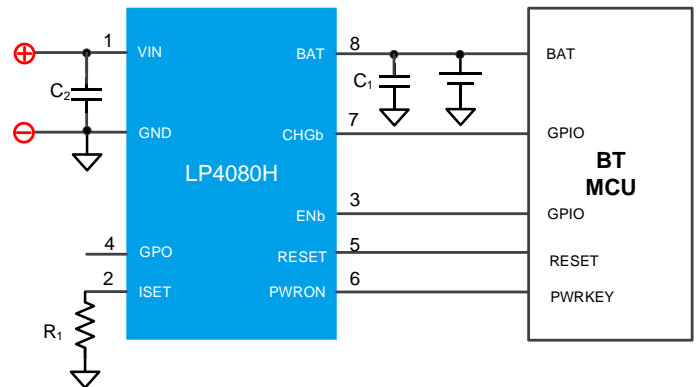 1
VIN
C2
GND
4
GPO
2
ISET
R1
LP4080H
BAT
8
C1
CHGb
7
ENb
3
RESET
5
PWRON
6
BAT
GPIO
BT
MCU
GPIO
RESET
PWRKEY